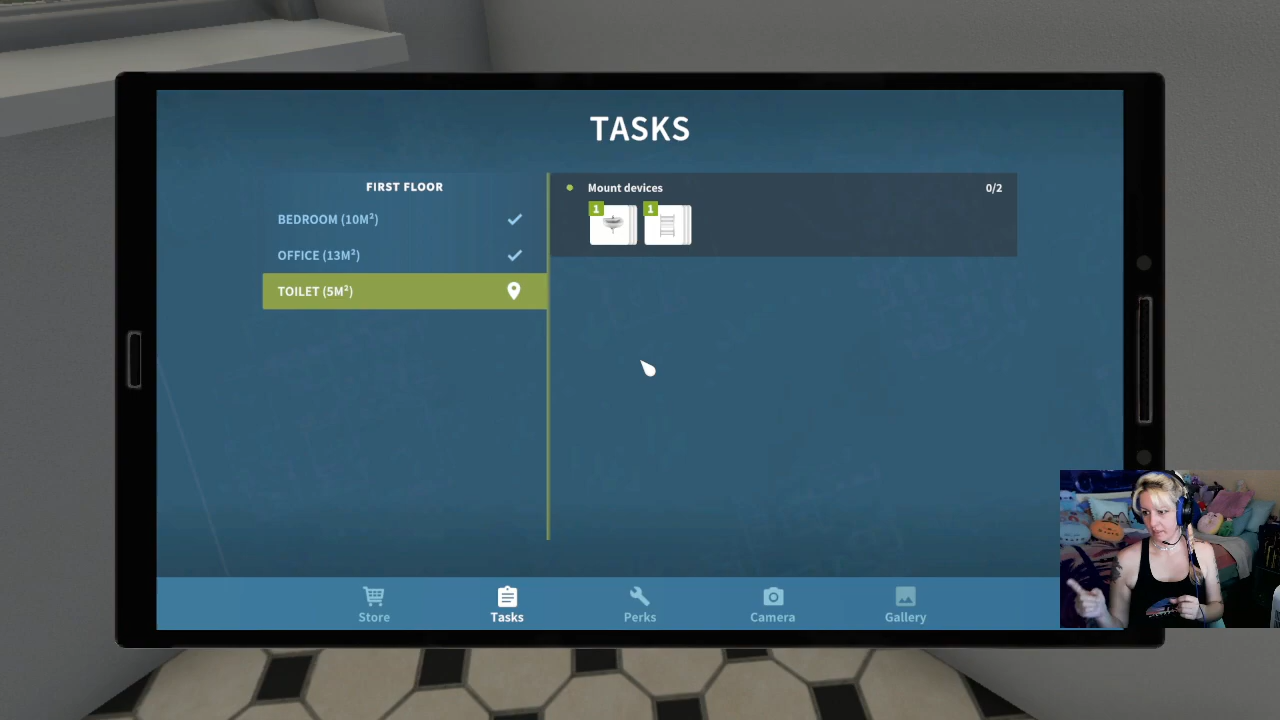 TASKS
FIRST FLOOR
BEDROOM (10M²)
OFFICE (13M²)
TOILET (5M²)
Mount devices 0/2
1 1
Store Tasks Perks Camera Gallery